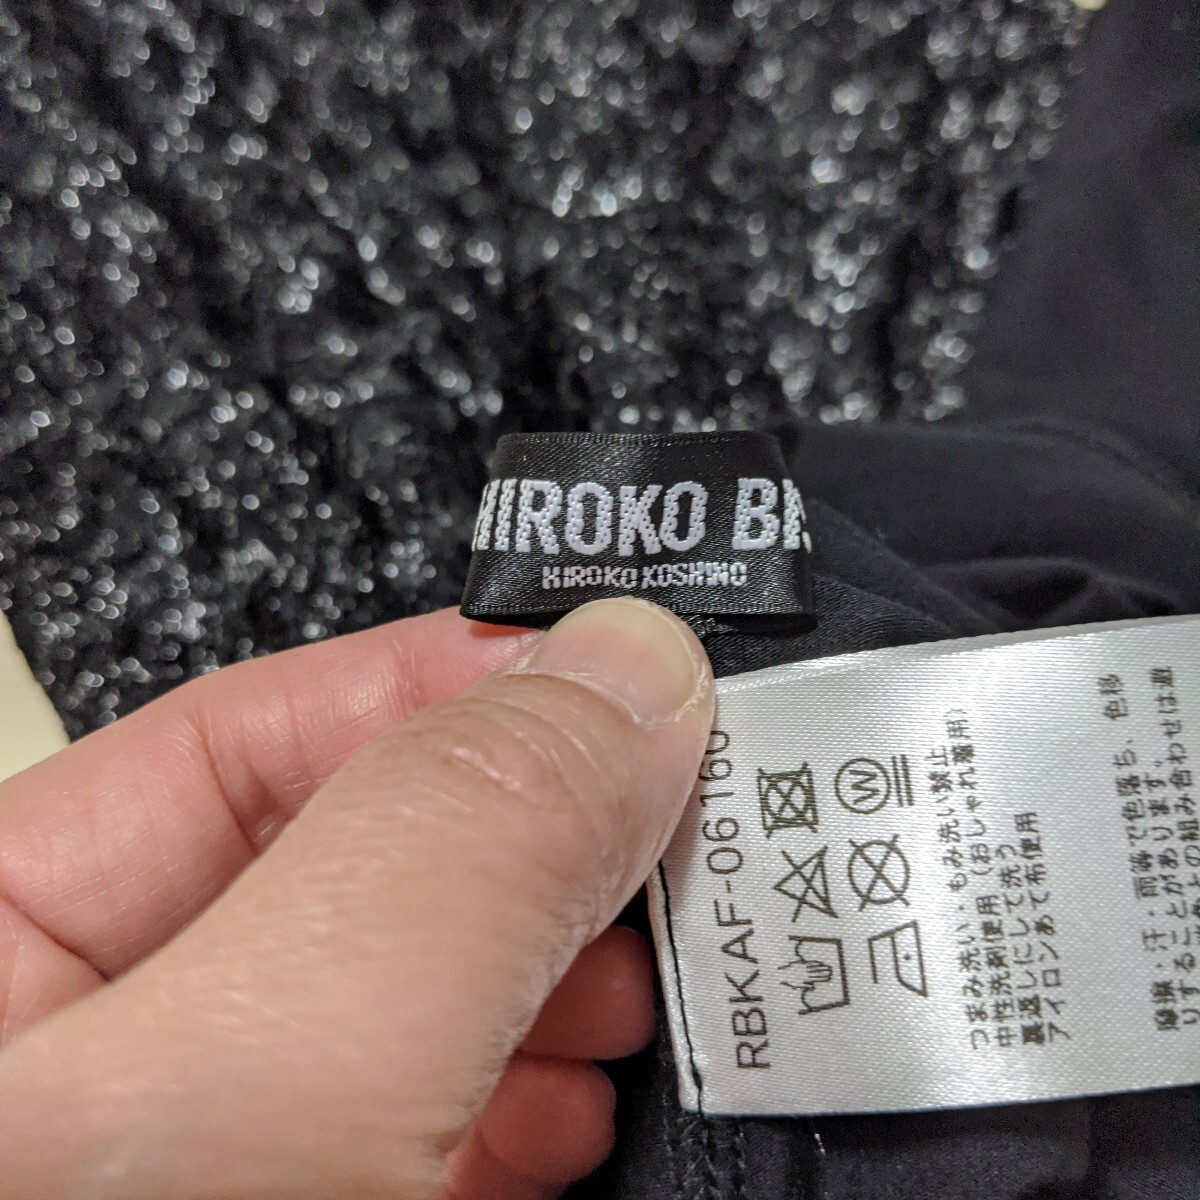 HIROKO BIS
HIROKO KOSHINO
RBKAF-06160
W
つまみ洗い・もみ洗い禁止
中性洗剤使用(おしゃれ着用)
裏返しにして洗う
アイロンあて布使用
摩擦・汗・雨等で色落ち、色移
りすることがあります。